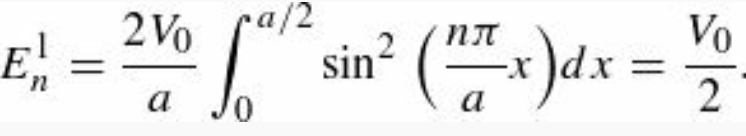 $E_n^1 = \frac{2V_0}{a} \int_0^{a/2} \sin^2 \left( \frac{n\pi}{a} x \right) dx = \frac{V_0}{2}.$